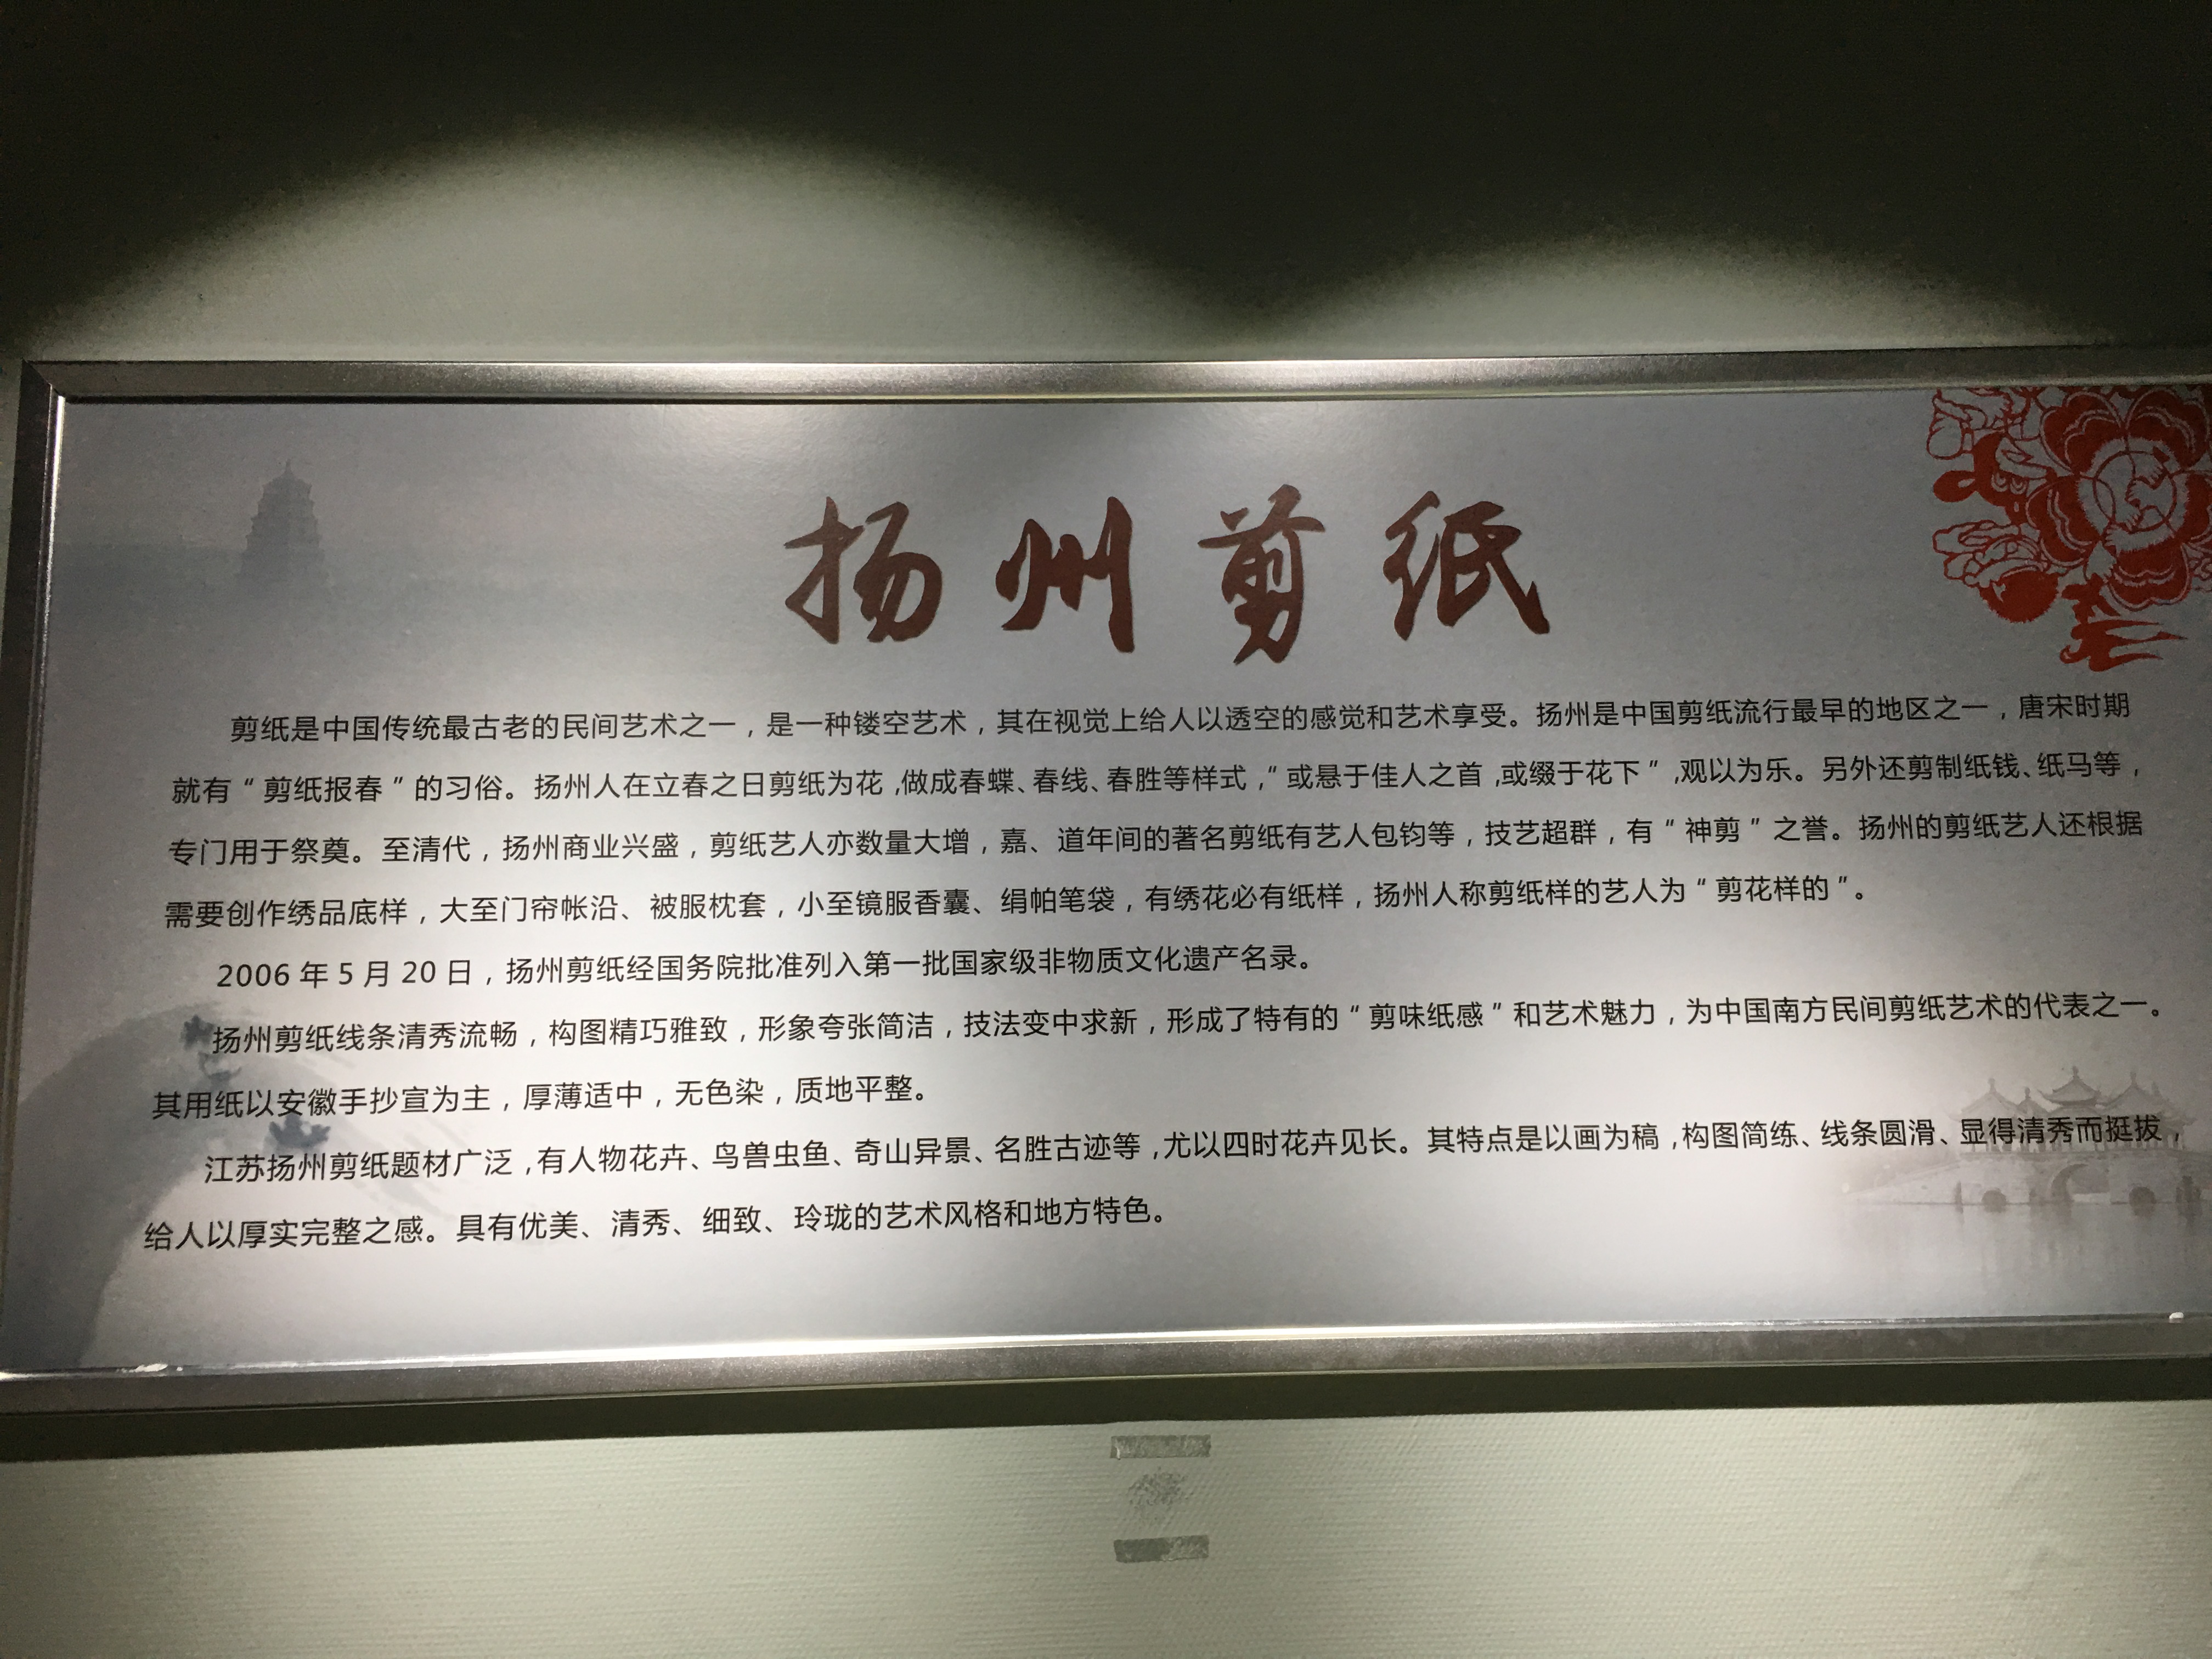 扬州剪纸
剪纸是中国传统最古老的民间艺术之一，是一种镂空艺术，其在视觉上给人以透空的感觉和艺术享受。扬州是中国剪纸流行最早的地区之一，唐宋时期
就有“剪纸报春”的习俗。扬州人在立春之日剪纸为花,做成春蝶、春线、春胜等样式,“或悬于佳人之首,或缀于花下”,观以为乐。另外还剪制纸钱、纸马等，
专门用于祭奠。至清代，扬州商业兴盛，剪纸艺人亦数量大增，嘉、道年间的著名剪纸有艺人包钧等，技艺超群，有“神剪”之誉。扬州的剪纸艺人还根据
需要创作绣品底样，大至门帘帐沿、被服枕套，小至镜服香囊、绢帕笔袋，有绣花必有纸样，扬州人称剪纸样的艺人为“剪花样的”。
2006年5月20日，扬州剪纸经国务院批准列入第一批国家级非物质文化遗产名录。
扬州剪纸线条清秀流畅，构图精巧雅致，形象夸张简洁，技法变中求新，形成了特有的“剪味纸感”和艺术魅力，为中国南方民间剪纸艺术的代表之一。
其用纸以安徽手抄宣为主，厚薄适中，无色染，质地平整。
江苏扬州剪纸题材广泛,有人物花卉、鸟兽虫鱼、奇山异景、名胜古迹等,尤以四时花卉见长。其特点是以画为稿,构图简练、线条圆滑、显得清秀而挺拔，
给人以厚实完整之感。具有优美、清秀、细致、玲珑的艺术风格和地方特色。